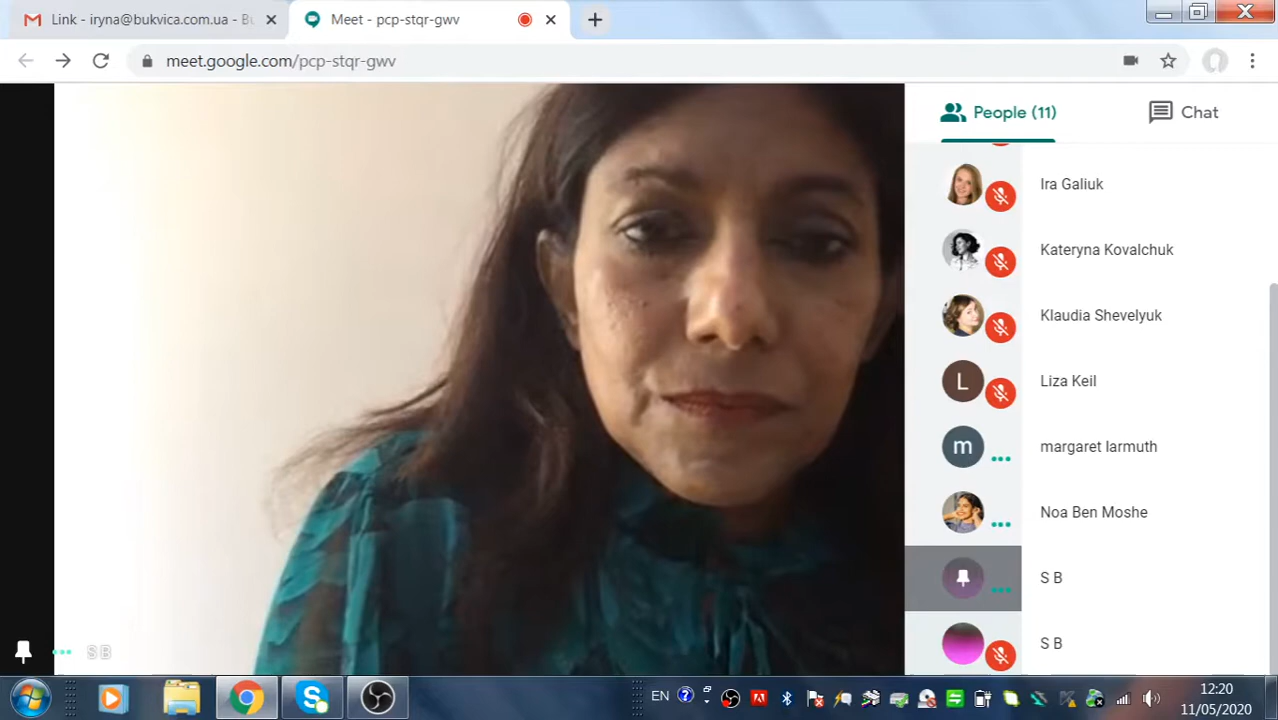 Link - iryna@bukvica.com.ua - Bu
Meet - pcp-stqr-gwv
meet.google.com/pcp-stqr-gwv
People (11)
Chat
Ira Galiuk
Kateryna Kovalchuk
Klaudia Shevelyuk
L
Liza Keil
m
margaret Iarmuth
Noa Ben Moshe
S B
S B
S B
EN
12:20
11/05/2020